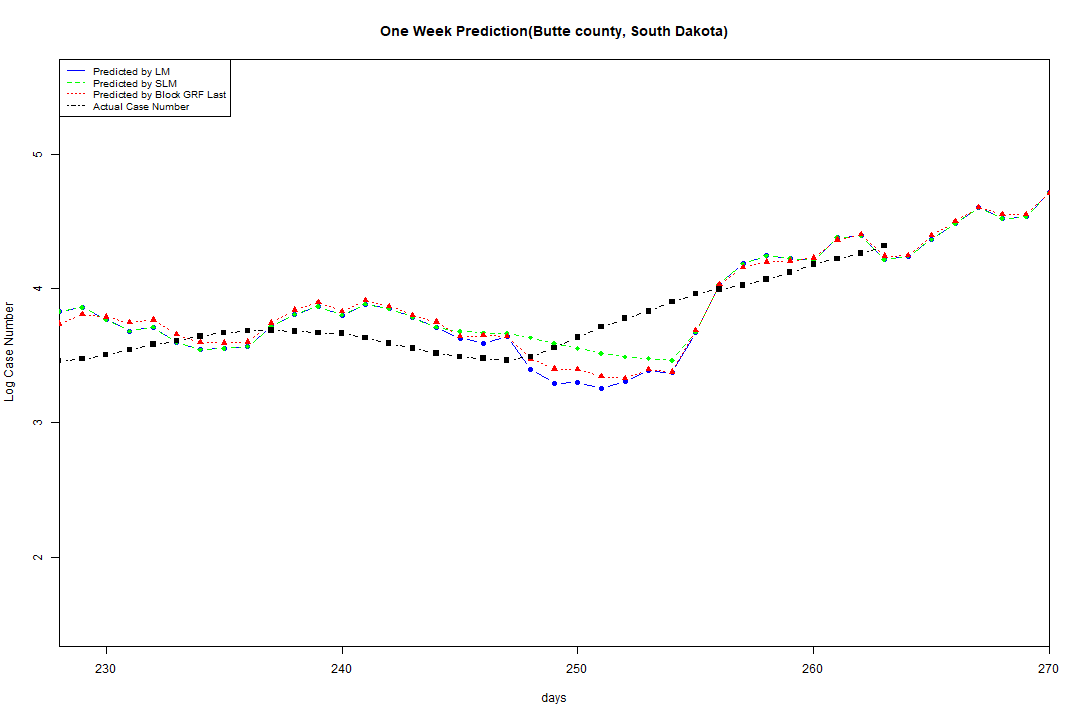 One Week Prediction(Butte county, South Dakota)
Predicted by LM
Predicted by SLM
Predicted by Block GRF Last
Actual Case Number
5
4
3
2
Log Case Number
230 240 250 260 270
days